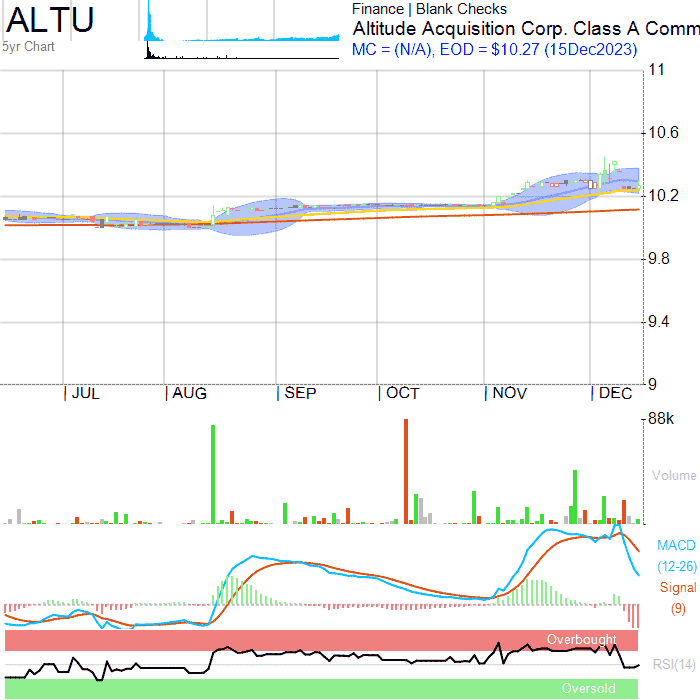 ALTU
5yr Chart
Finance | Blank Checks
Altitude Acquisition Corp. Class A Comm
MC = (N/A), EOD = $10.27 (15Dec2023)
11
10.6
10.2
9.8
9.4
9
JUL AUG SEP OCT NOV DEC
88k
Volume
MACD
(12-26)
Signal
(9)
Overbought
RSI(14)
Oversold